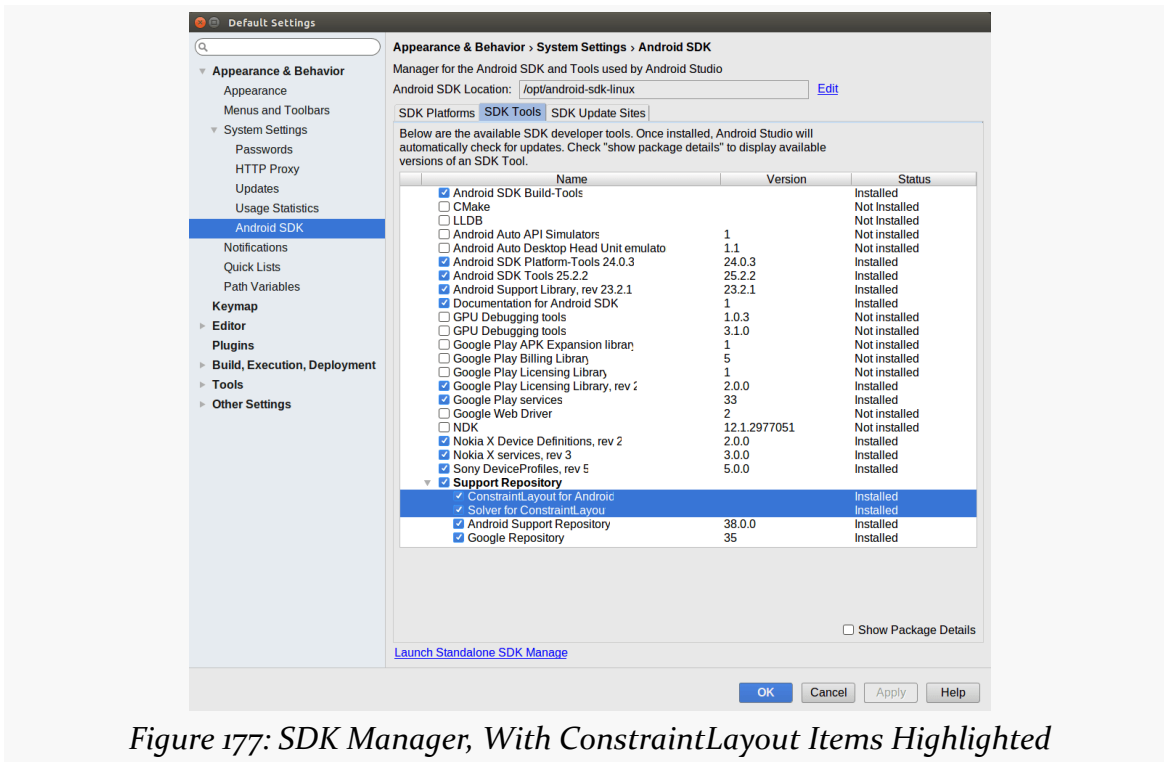 Default Settings
Appearance & Behavior
Appearance
Menus and Toolbars
System Settings
Passwords
HTTP Proxy
Updates
Usage Statistics
Android SDK
Notifications
Quick Lists
Path Variables
Keymap
Editor
Plugins
Build, Execution, Deployment
Tools
Other Settings
Appearance & Behavior › System Settings › Android SDK
Manager for the Android SDK and Tools used by Android Studio
Android SDK Location: /opt/android-sdk-linux Edit
SDK Platforms SDK Tools SDK Update Sites
Below are the available SDK developer tools. Once installed, Android Studio will
automatically check for updates. Check "show package details" to display available
versions of an SDK Tool.
Name Version Status
Android SDK Build-Tools Installed
CMake Not Installed
LLDB Not Installed
Android Auto API Simulators 1 Not installed
Android Auto Desktop Head Unit emulato 1.1 Not installed
Android SDK Platform-Tools 24.0.3 24.0.3 Installed
Android SDK Tools 25.2.2 25.2.2 Installed
Android Support Library, rev 23.2.1 23.2.1 Installed
Documentation for Android SDK 1 Installed
GPU Debugging tools 1.0.3 Not installed
GPU Debugging tools 3.1.0 Not installed
Google Play APK Expansion library 1 Not installed
Google Play Billing Library 5 Not installed
Google Play Licensing Library 1 Not installed
Google Play Licensing Library, rev 2 2.0.0 Installed
Google Play services 33 Installed
Google Web Driver 2 Not installed
NDK 12.1.2977051 Not installed
Nokia X Device Definitions, rev 2 2.0.0 Installed
Nokia X services, rev 3 3.0.0 Installed
Sony DeviceProfiles, rev 5 5.0.0 Installed
Support Repository
ConstraintLayout for Android Installed
Solver for ConstraintLayou Installed
Android Support Repository 38.0.0 Installed
Google Repository 35 Installed
Show Package Details
Launch Standalone SDK Manage
OK Cancel Apply Help
Figure 177: SDK Manager, With ConstraintLayout Items Highlighted